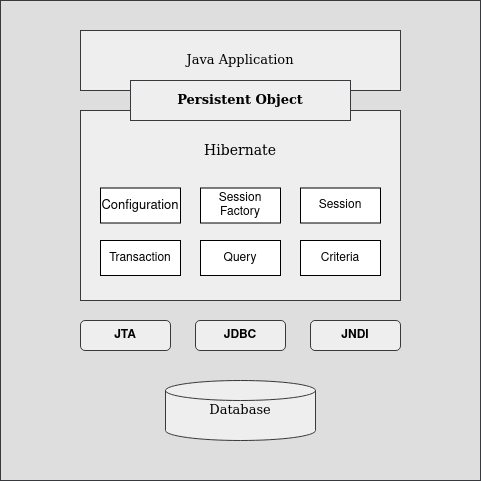 Java Application
Persistent Object
Hibernate
Configuration
Session
Factory
Session
Transaction
Query
Criteria
JTA
JDBC
JNDI
Database